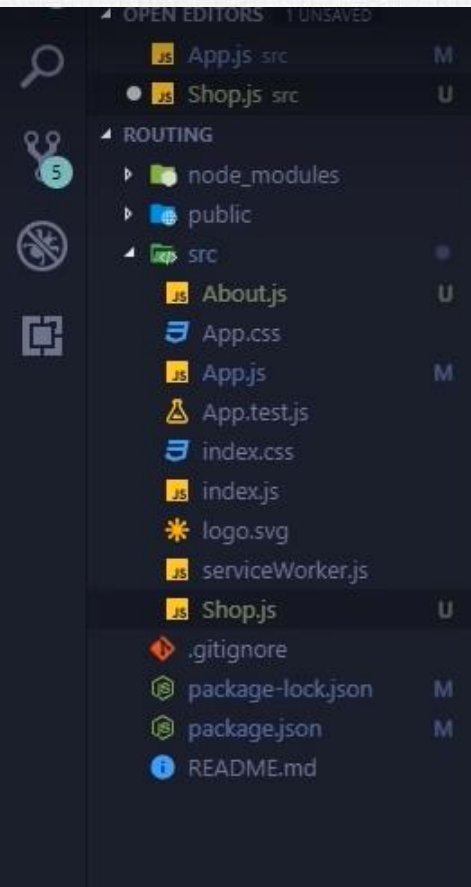 OPEN EDITORS 1 UNSAVED
JS App.js src M
JS Shop.js src U
ROUTING
node_modules
5
public
src
JS About.js U
App.css
JS App.js M
App.test.js
index.css
JS index.js
logo.svg
JS serviceWorker.js
JS Shop.js U
.gitignore
JS package-lock.json M
JS package.json M
i README.md